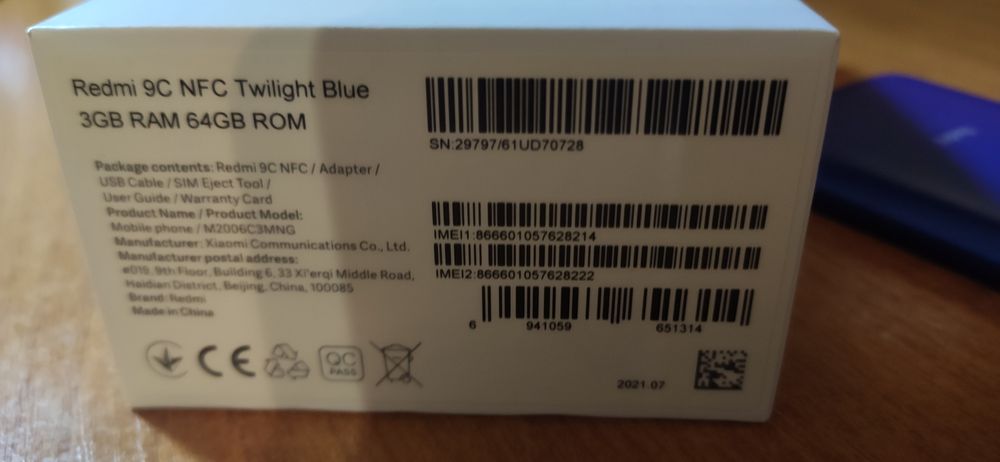 Redmi 9C NFC Twilight Blue
3GB RAM 64GB ROM
Package contents: Redmi 9C NFC / Adapter /
USB Cable / SIM Eject Tool /
User Guide / Warranty Card
Product Name / Product Model:
Mobile phone / M2006C3MNG
Manufacturer: Xiaomi Communications Co., Ltd.
Manufacturer postal address:
#019, 9th Floor, Building 6, 33 Xi'erqi Middle Road,
Haidian District, Beijing, China, 100085
Brand: Redmi
Made in China
CE
QC
PASS
SN:29797/61UD70728
IMEI1:866601057628214
IMEI2:866601057628222
6 941059 651314
2021.07